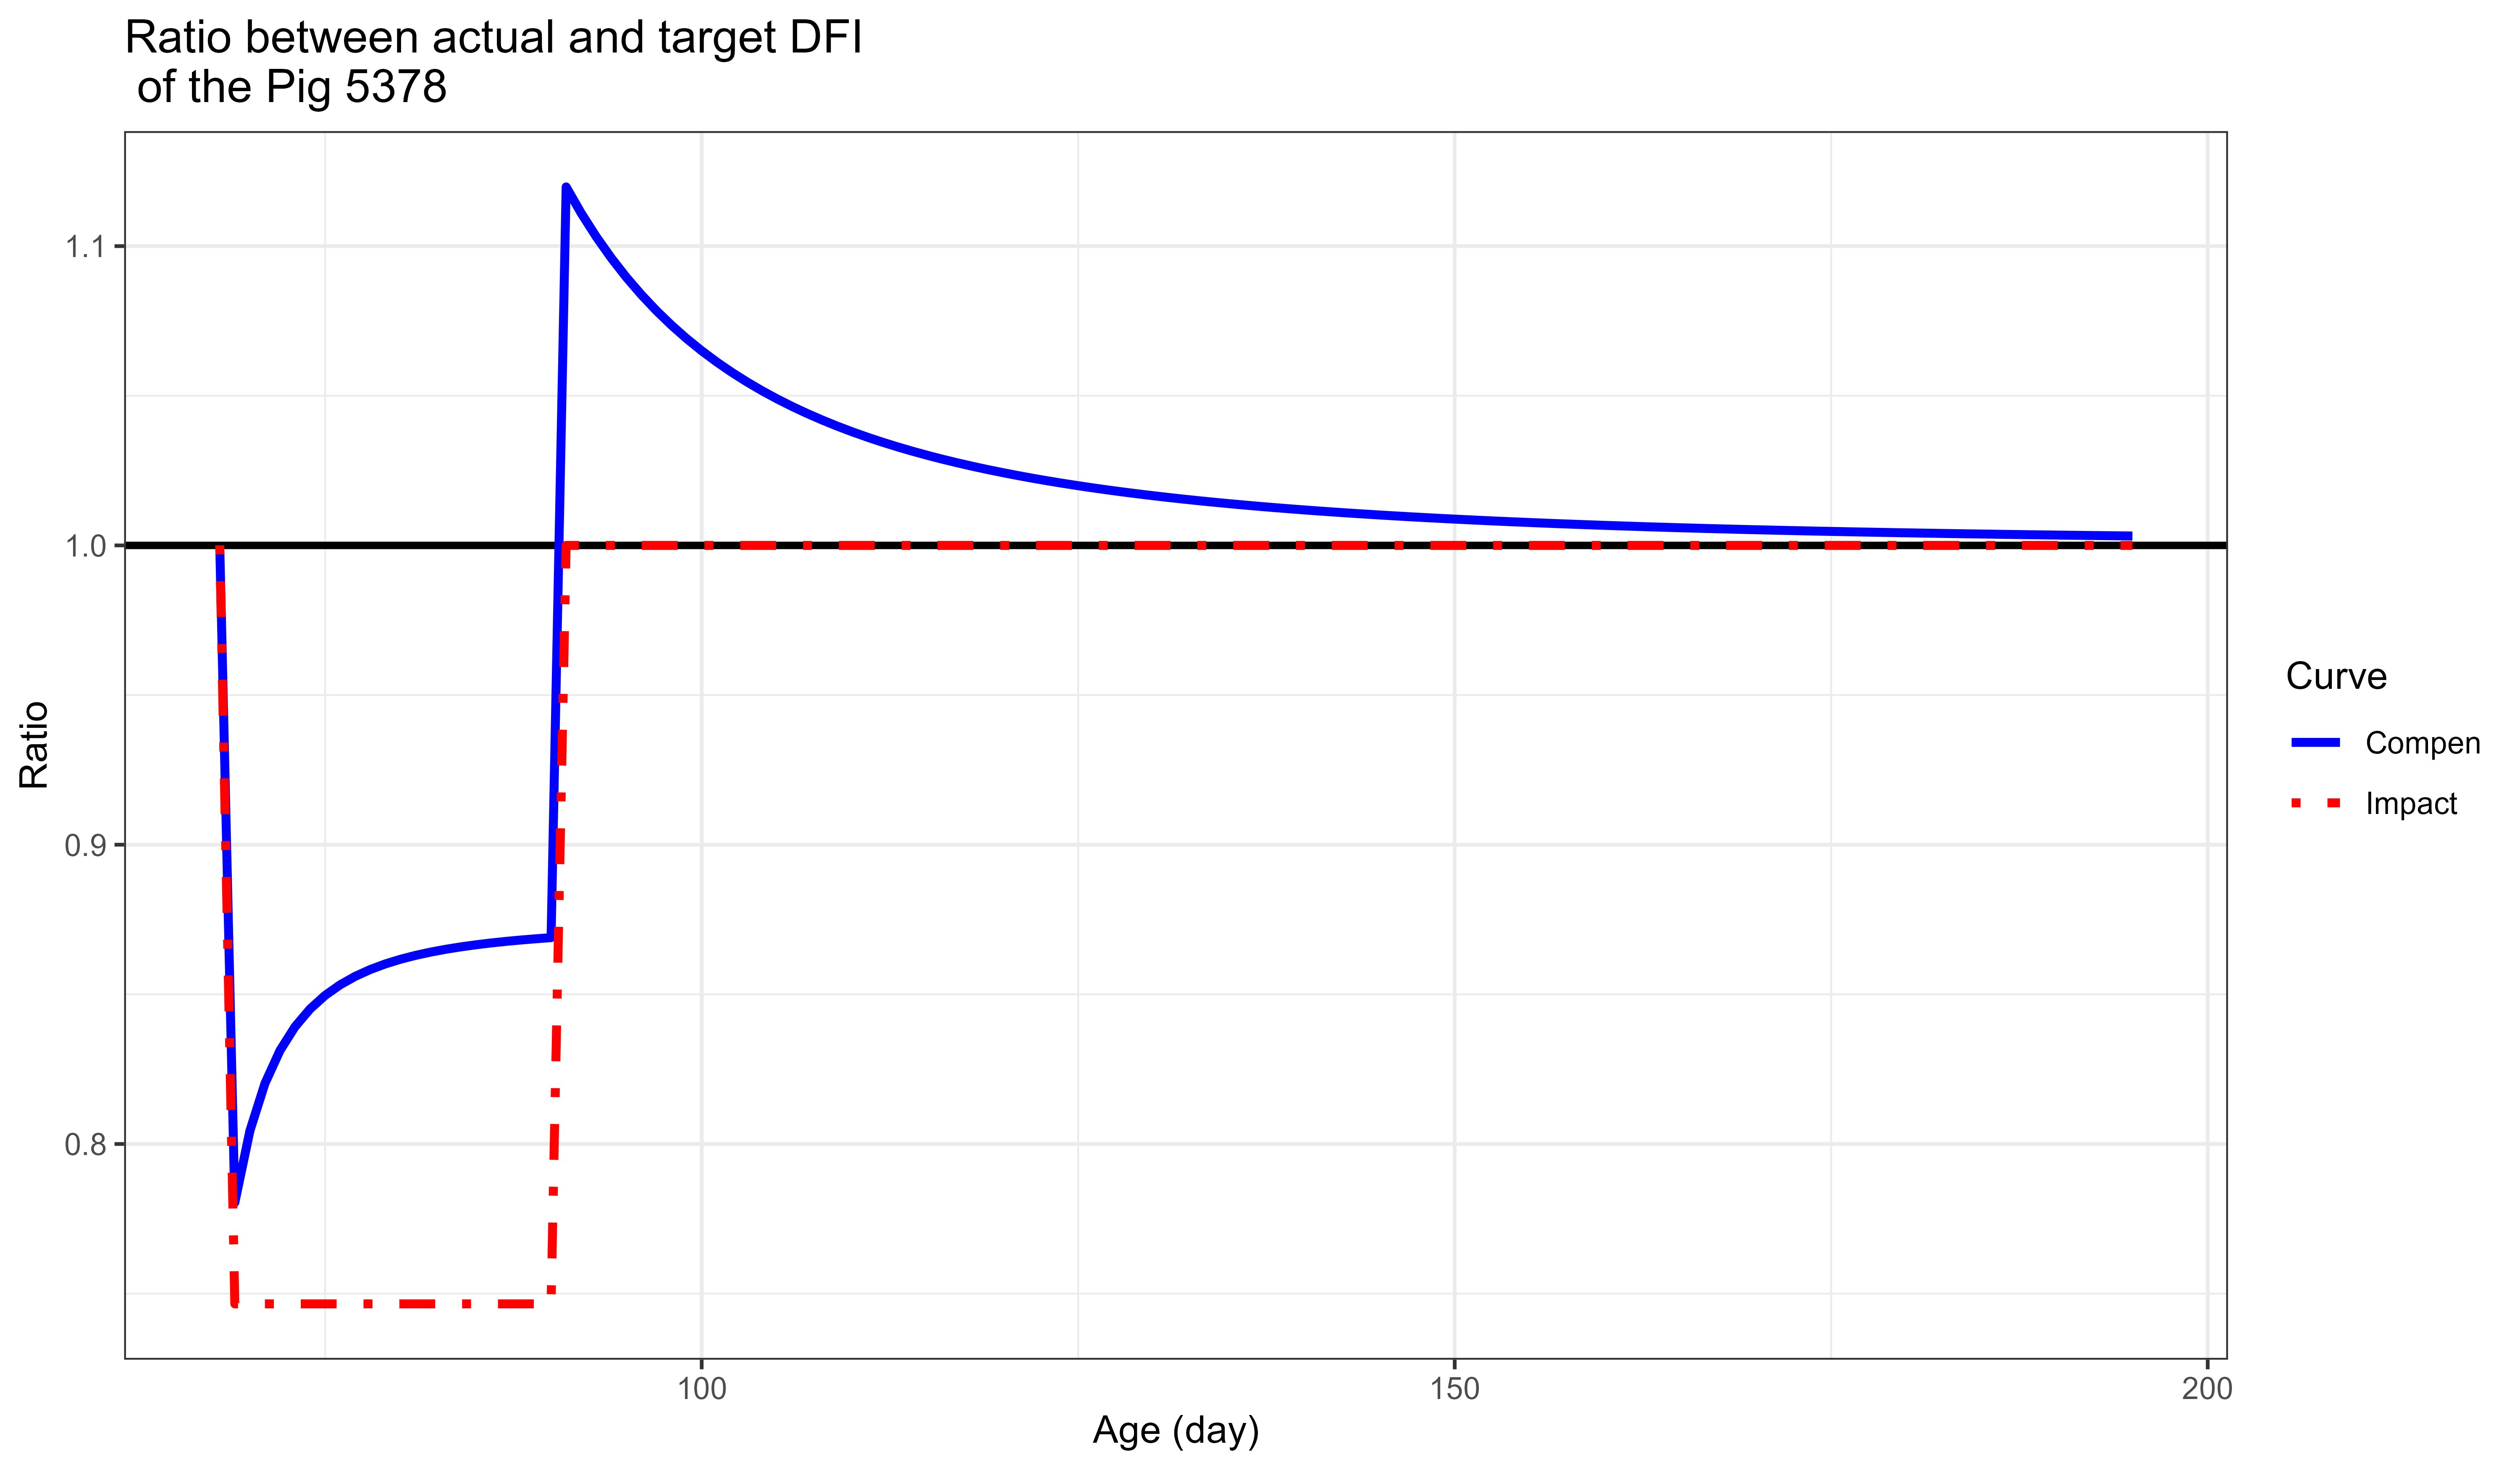 Ratio between actual and target DFI
of the Pig 5378
1.1
1.0
0.9
0.8
Ratio
100
150
200
Age (day)
Curve
Compen
Impact